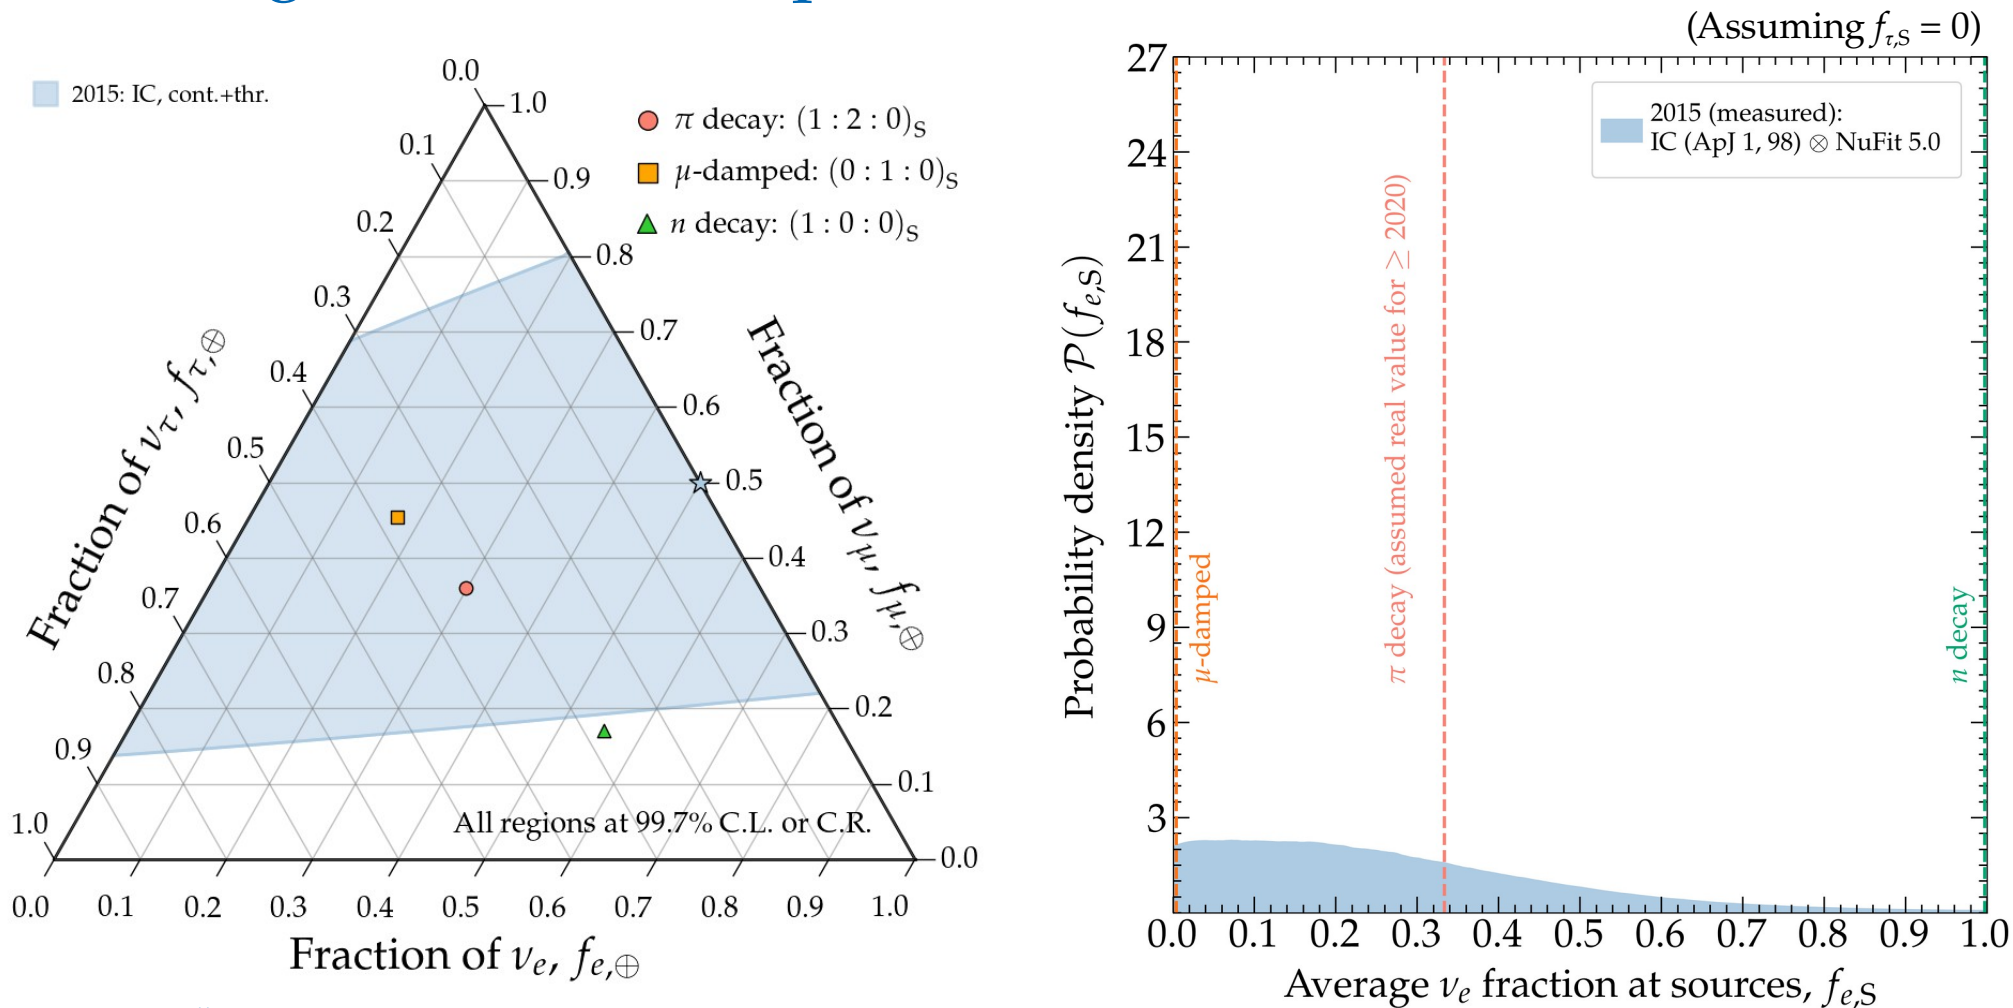 2015: IC, cont.+thr.
π decay: (1 : 2 : 0)S
μ-damped: (0 : 1 : 0)S
n decay: (1 : 0 : 0)S
0.0
0.1
0.2
0.3
0.4
0.5
0.6
0.7
0.8
0.9
1.0
Fraction of ντ, fτ,⊕
1.0
0.9
0.8
0.7
0.6
0.5
0.4
0.3
0.2
0.1
0.0
Fraction of νμ, fμ,⊕
All regions at 99.7% C.L. or C.R.
0.0 0.1 0.2 0.3 0.4 0.5 0.6 0.7 0.8 0.9 1.0
Fraction of νe, fe,⊕
(Assuming fτ,S = 0)
2015 (measured):
IC (ApJ 1, 98) ⊗ NuFit 5.0
27
24
21
18
15
12
9
6
3
Probability density P(fe,S)
μ-damped
π decay (assumed real value for ≥ 2020)
n decay
0.0 0.1 0.2 0.3 0.4 0.5 0.6 0.7 0.8 0.9 1.0
Average νe fraction at sources, fe,S